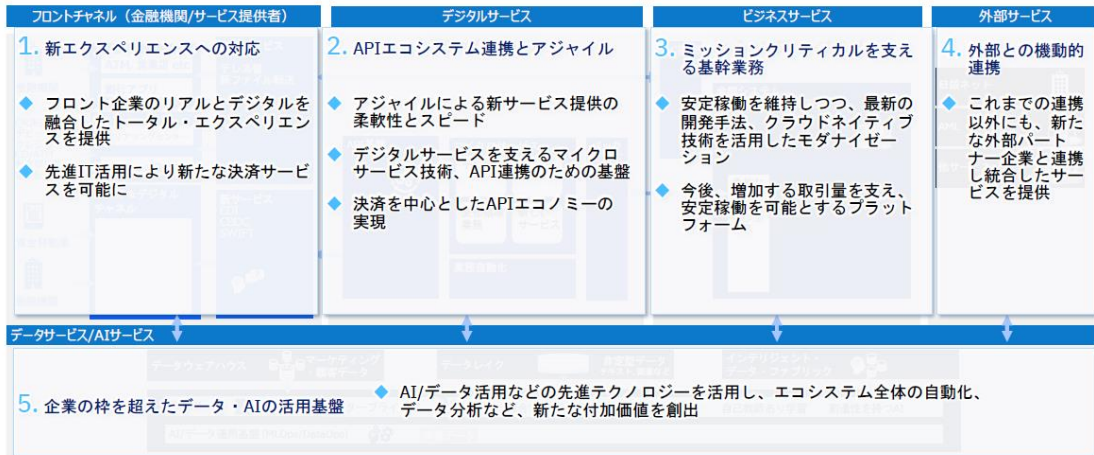 フロントチャネル（金融機関/サービス提供者）
デジタルサービス
ビジネスサービス
外部サービス
1. 新エクスペリエンスへの対応
フロント企業のリアルとデジタルを
融合したトータル・エクスペリエン
スを提供
先進IT活用により新たな決済サービ
スを可能に
2. APIエコシステム連携とアジャイル
アジャイルによる新サービス提供の
柔軟性とスピード
デジタルサービスを支えるマイクロ
サービス技術、API連携のための基盤
決済を中心としたAPIエコノミーの
実現
3. ミッションクリティカルを支え
る基幹業務
安定稼働を維持しつつ、最新の
開発手法、クラウドネイティブ
技術を活用したモダナイゼー
ション
今後、増加する取引量を支え、
安定稼働を可能とするプラット
フォーム
4. 外部との機動的
連携
これまでの連携
以外にも、新た
な外部パート
ナー企業と連携
し統合したサー
ビスを提供
データサービス/AIサービス
データウェアハウス
データレイク
5. 企業の枠を超えたデータ・AIの活用基盤
AI/データ活用などの先進テクノロジーを活用し、エコシステム全体の自動化、
データ分析など、新たな付加価値を創出